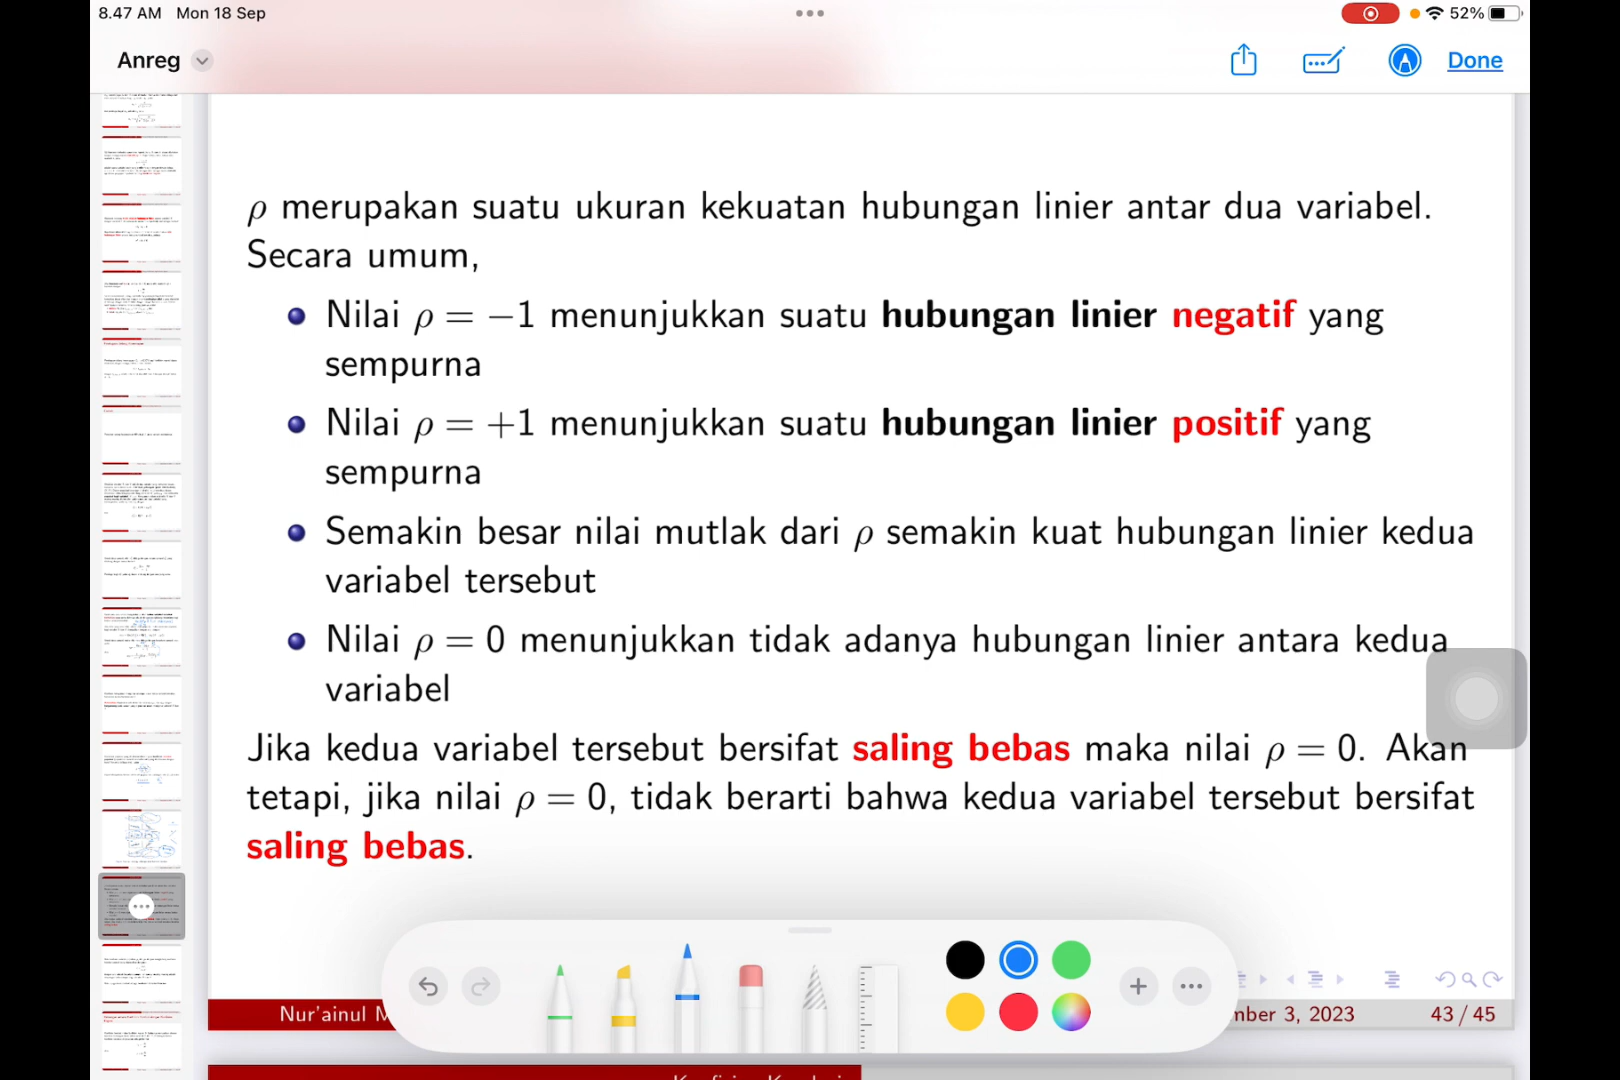 8.47 AM Mon 18 Sep
52%
Anreg
Done
ρ merupakan suatu ukuran kekuatan hubungan linier antar dua variabel.
Secara umum,
Nilai ρ = −1 menunjukkan suatu hubungan linier negatif yang
sempurna
Nilai ρ = +1 menunjukkan suatu hubungan linier positif yang
sempurna
Semakin besar nilai mutlak dari ρ semakin kuat hubungan linier kedua
variabel tersebut
Nilai ρ = 0 menunjukkan tidak adanya hubungan linier antara kedua
variabel
Jika kedua variabel tersebut bersifat saling bebas maka nilai ρ = 0. Akan
tetapi, jika nilai ρ = 0, tidak berarti bahwa kedua variabel tersebut bersifat
saling bebas.
Nur'ainul
3, 2023
43 / 45